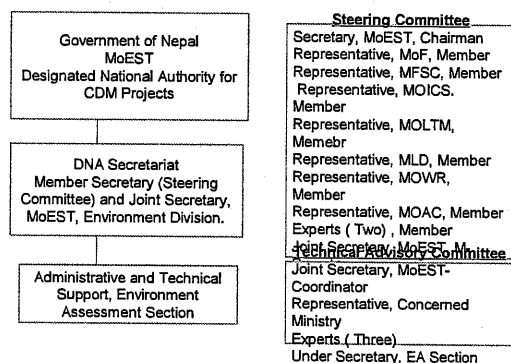 Government of Nepal
MoEST
Designated National Authority for
CDM Projects
DNA Secretariat
Member Secretary (Steering
Committee) and Joint Secretary,
MoEST, Environment Division.
Administrative and Technical
Support, Environment
Assessment Section
Steering Committee
Secretary, MoEST, Chairman
Representative, MoF, Member
Representative, MFSC, Member
Representative, MOICS.
Member
Representative, MOLTM,
Memebr
Representative, MLD, Member
Representative, MOWR,
Member
Representative, MOAC, Member
Experts ( Two) , Member
Joint Secretary, MoEST, M-
Technical Advisory Committee
Joint Secretary, MoEST-
Coordinator
Representative, Concerned
Ministry
Experts ( Three)
Under Secretary, EA Section